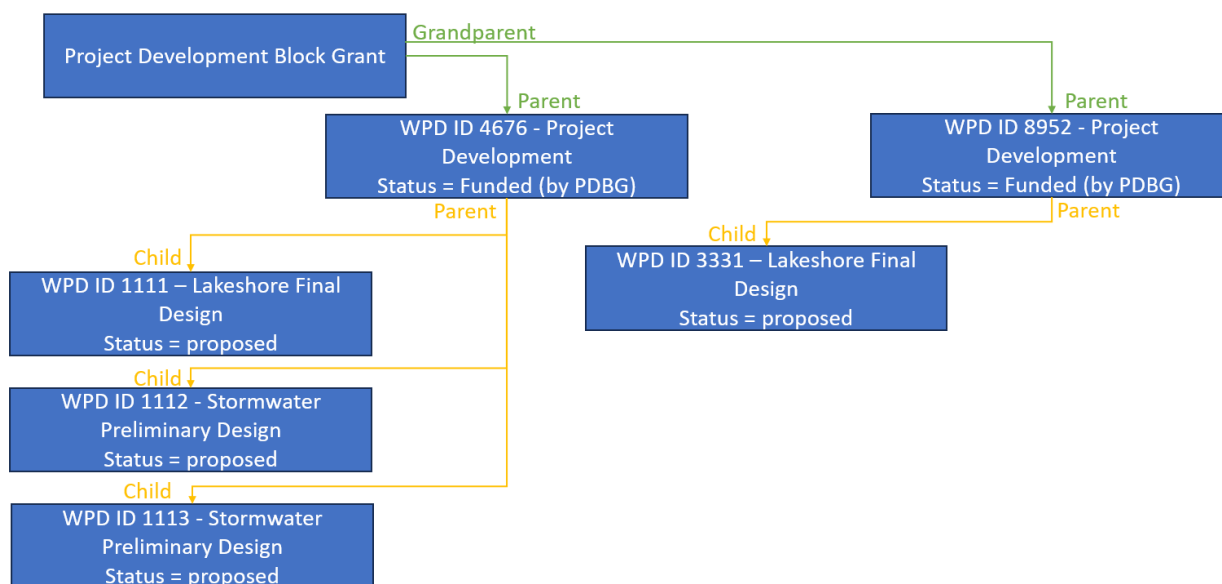 Project Development Block Grant
Grandparent
Parent
Parent
WPD ID 4676 - Project
Development
Status = Funded (by PDBG)
WPD ID 8952 - Project
Development
Status = Funded (by PDBG)
Parent
Parent
Child
WPD ID 1111 – Lakeshore Final
Design
Status = proposed
Child
WPD ID 3331 – Lakeshore Final
Design
Status = proposed
Child
WPD ID 1112 - Stormwater
Preliminary Design
Status = proposed
Child
WPD ID 1113 - Stormwater
Preliminary Design
Status = proposed